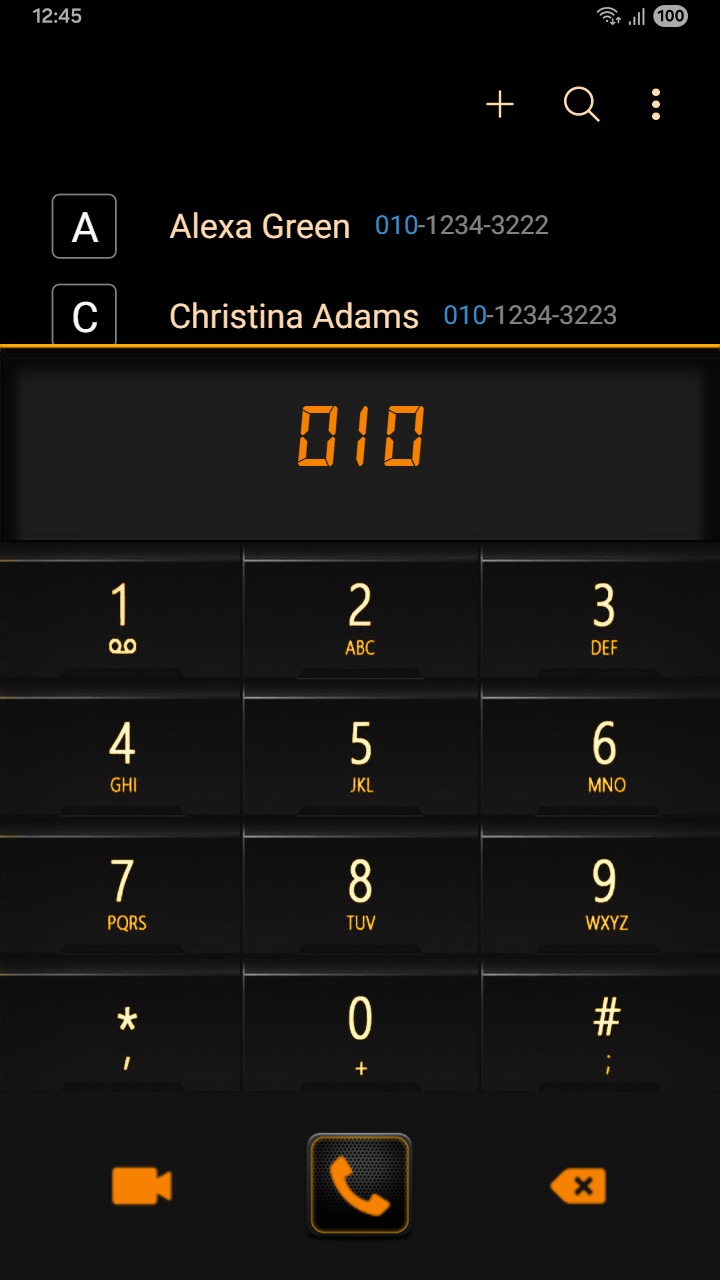 12:45 100
A Alexa Green 010-1234-3222
C Christina Adams 010-1234-3223
010
1 2 3
ABC DEF
4 5 6
GHI JKL MNO
7 8 9
PQRS TUV WXYZ
* 0 #
, + ;